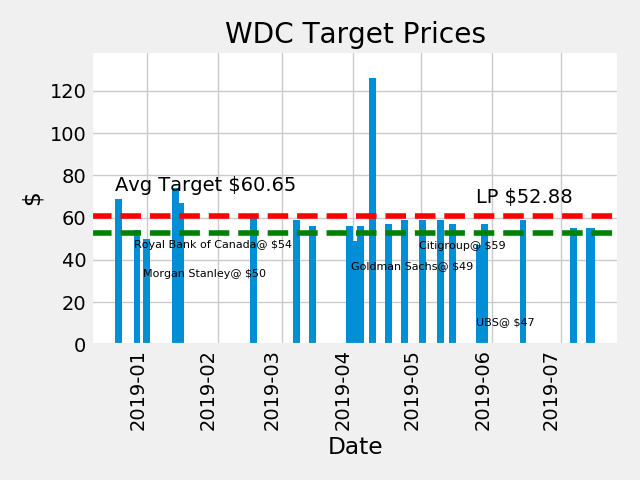 WDC Target Prices
$
120
100
80
60
40
20
0
Avg Target $60.65
LP $52.88
Royal Bank of Canada@ $54
Citigroup@ $59
Goldman Sachs@ $49
Morgan Stanley@ $50
UBS@ $47
2019-01
2019-02
2019-03
2019-04
2019-05
2019-06
2019-07
Date